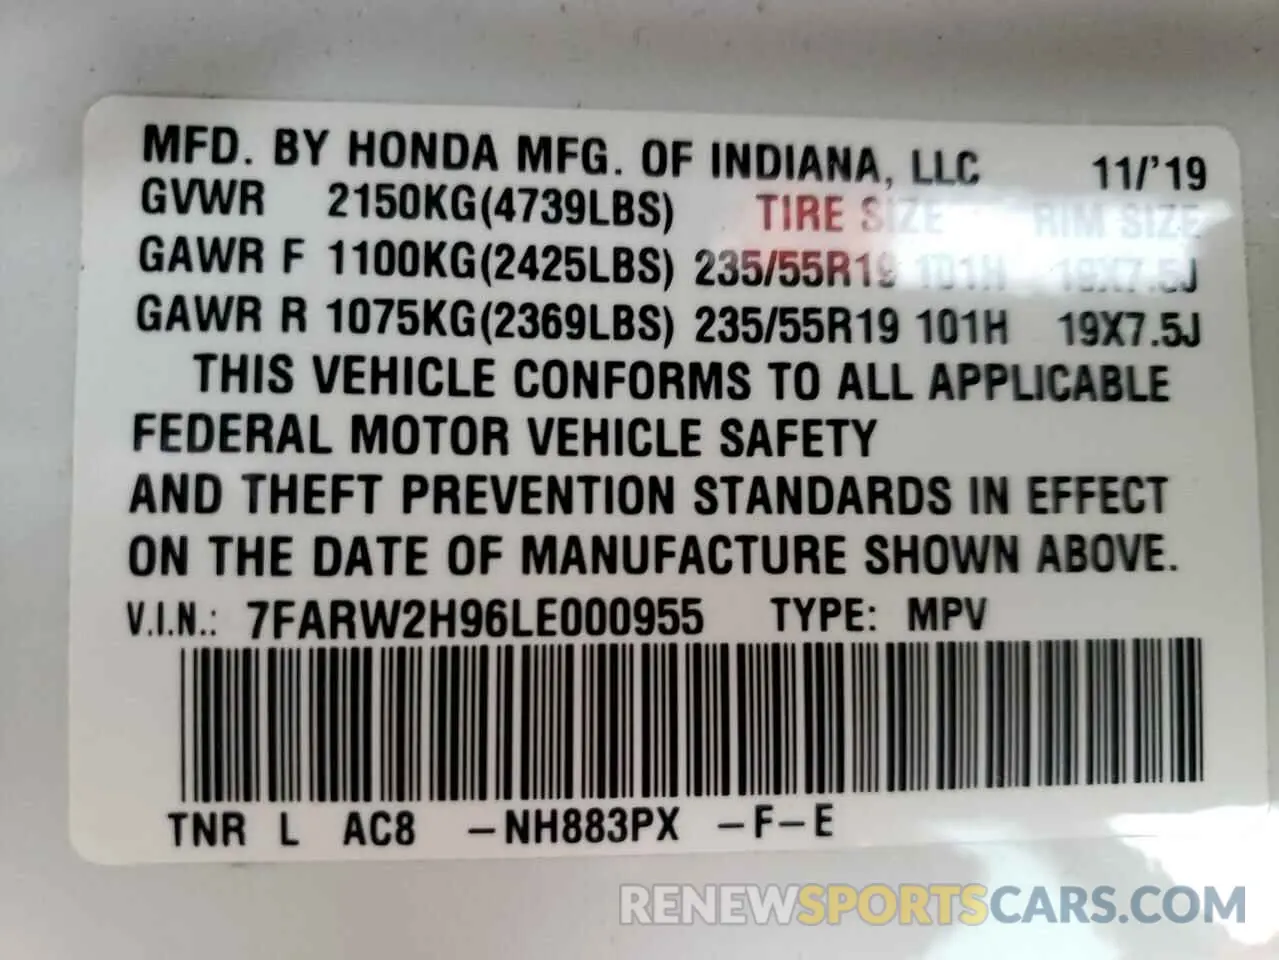 MFD. BY HONDA MFG. OF INDIANA, LLC 11/'19
GVWR 2150KG(4739LBS) TIRE SIZE RIM SIZE
GAWR F 1100KG(2425LBS) 235/55R19 101H 19X7.5J
GAWR R 1075KG(2369LBS) 235/55R19 101H 19X7.5J
THIS VEHICLE CONFORMS TO ALL APPLICABLE
FEDERAL MOTOR VEHICLE SAFETY
AND THEFT PREVENTION STANDARDS IN EFFECT
ON THE DATE OF MANUFACTURE SHOWN ABOVE.
V.I.N.: 7FARW2H96LE000955 TYPE: MPV
TNR L AC8 -NH883PX -F-E
RENEWSPORTSCARS.COM